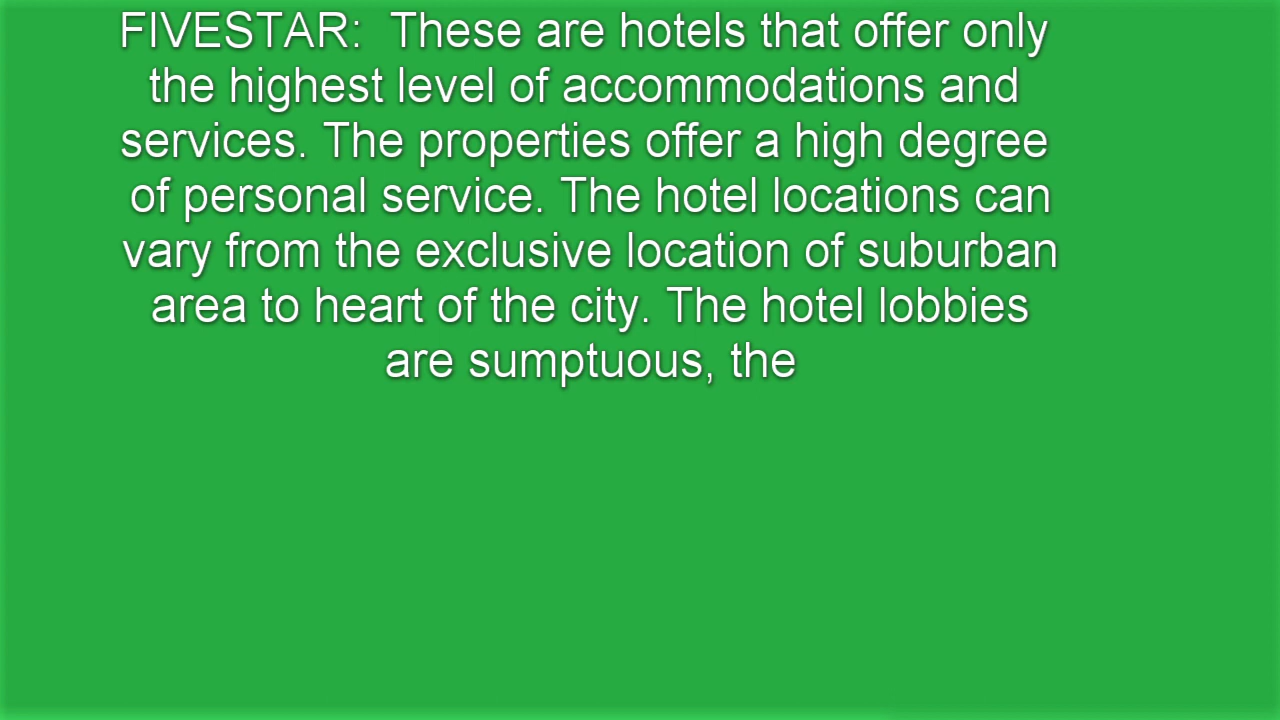 FIVESTAR:  These are hotels that offer only
the highest level of accommodations and
services. The properties offer a high degree
of personal service. The hotel locations can
vary from the exclusive location of suburban
area to heart of the city. The hotel lobbies
are sumptuous, the